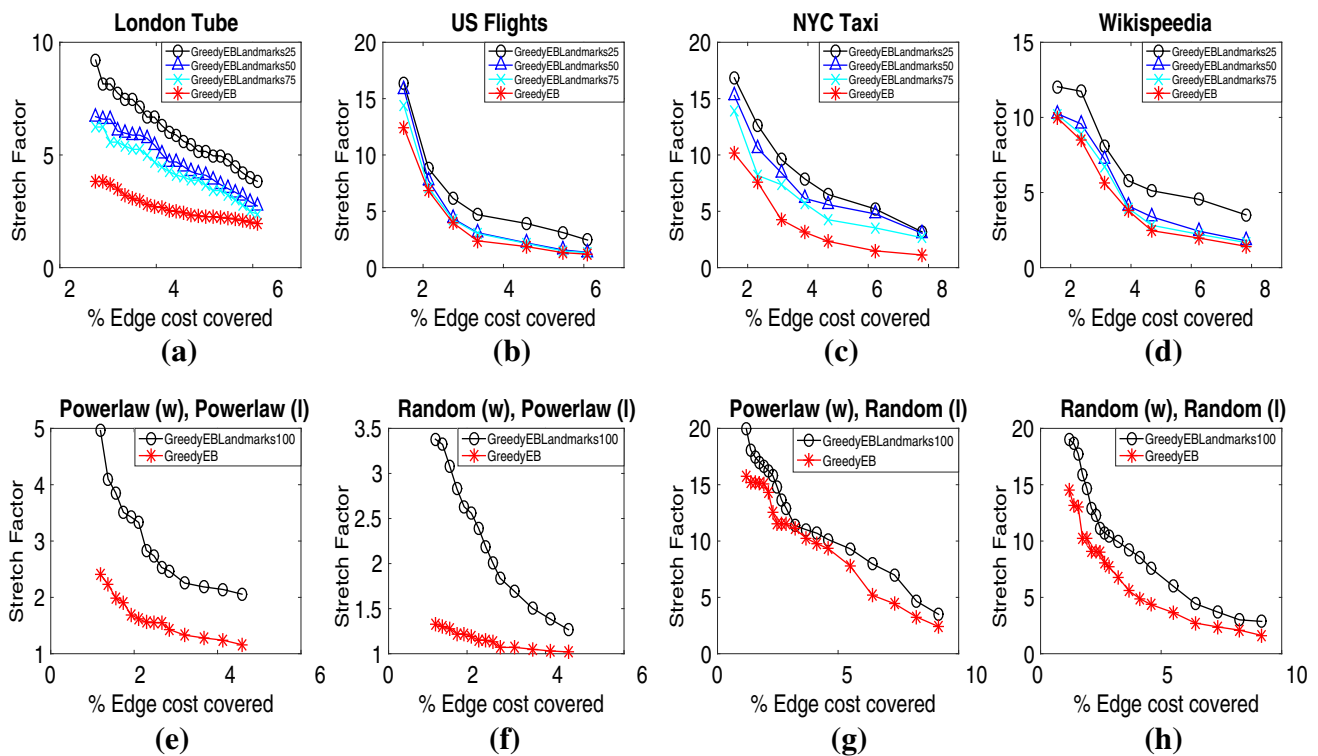 London Tube
10
5
0
2
4
6
Stretch Factor
% Edge cost covered
GreedyEBLandmarks25
GreedyEBLandmarks50
GreedyEBLandmarks75
GreedyEB
(a)
US Flights
20
15
10
5
0
0
2
4
6
Stretch Factor
% Edge cost covered
GreedyEBLandmarks25
GreedyEBLandmarks50
GreedyEBLandmarks75
GreedyEB
(b)
NYC Taxi
20
15
10
5
0
2
4
6
8
Stretch Factor
% Edge cost covered
GreedyEBLandmarks25
GreedyEBLandmarks50
GreedyEBLandmarks75
GreedyEB
(c)
Wikispeedia
15
10
5
0
2
4
6
8
Stretch Factor
% Edge cost covered
GreedyEBLandmarks25
GreedyEBLandmarks50
GreedyEBLandmarks75
GreedyEB
(d)
Powerlaw (w), Powerlaw (l)
5
4
3
2
1
0
2
4
6
Stretch Factor
% Edge cost covered
GreedyEBLandmarks100
GreedyEB
(e)
Random (w), Powerlaw (l)
3.5
3
2.5
2
1.5
1
0
2
4
6
Stretch Factor
% Edge cost covered
GreedyEBLandmarks100
GreedyEB
(f)
Powerlaw (w), Random (l)
20
15
10
5
0
0
5
10
Stretch Factor
% Edge cost covered
GreedyEBLandmarks100
GreedyEB
(g)
Random (w), Random (l)
20
15
10
5
0
0
5
10
Stretch Factor
% Edge cost covered
GreedyEBLandmarks100
GreedyEB
(h)